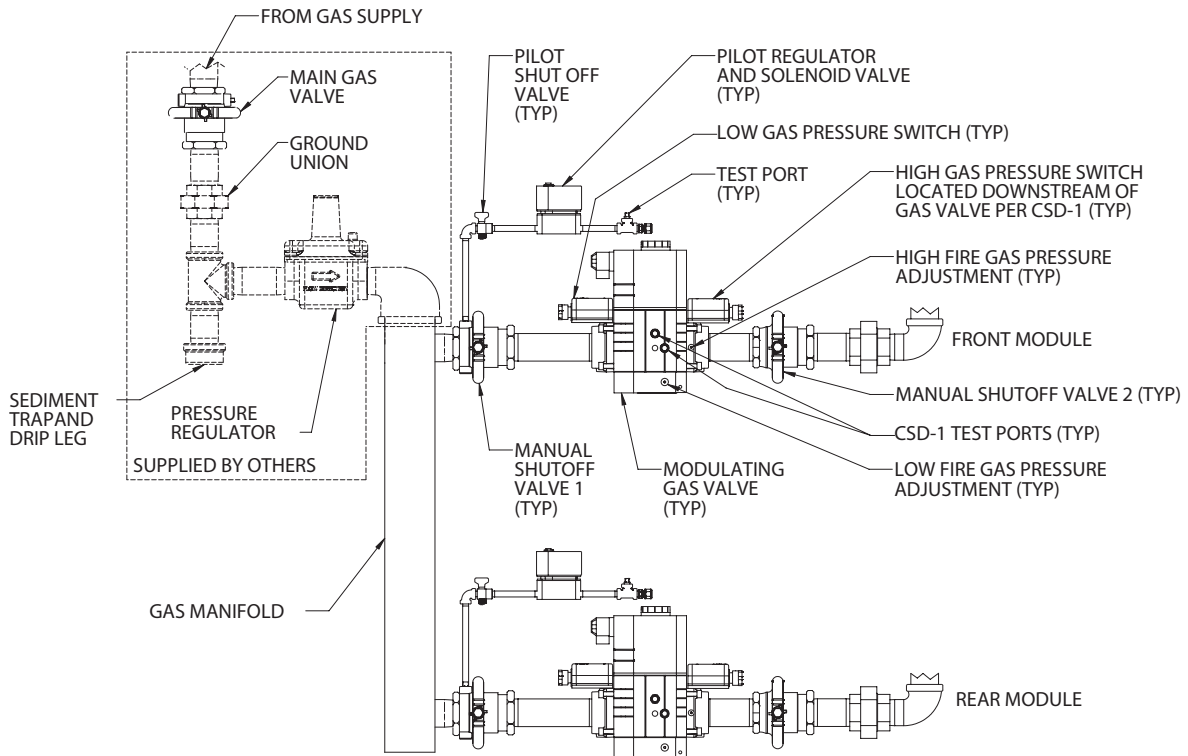 FROM GAS SUPPLY
MAIN GAS
VALVE
GROUND
UNION
PILOT
SHUT OFF
VALVE
(TYP)
PILOT REGULATOR
AND SOLENOID VALVE
(TYP)
LOW GAS PRESSURE SWITCH (TYP)
TEST PORT
(TYP)
HIGH GAS PRESSURE SWITCH
LOCATED DOWNSTREAM OF
GAS VALVE PER CSD-1 (TYP)
HIGH FIRE GAS PRESSURE
ADJUSTMENT (TYP)
FRONT MODULE
MANUAL SHUTOFF VALVE 2 (TYP)
CSD-1 TEST PORTS (TYP)
LOW FIRE GAS PRESSURE
ADJUSTMENT (TYP)
SEDIMENT
TRAPAND
DRIP LEG
PRESSURE
REGULATOR
SUPPLIED BY OTHERS
MANUAL
SHUTOFF
VALVE 1
(TYP)
MODULATING
GAS VALVE
(TYP)
GAS MANIFOLD
REAR MODULE